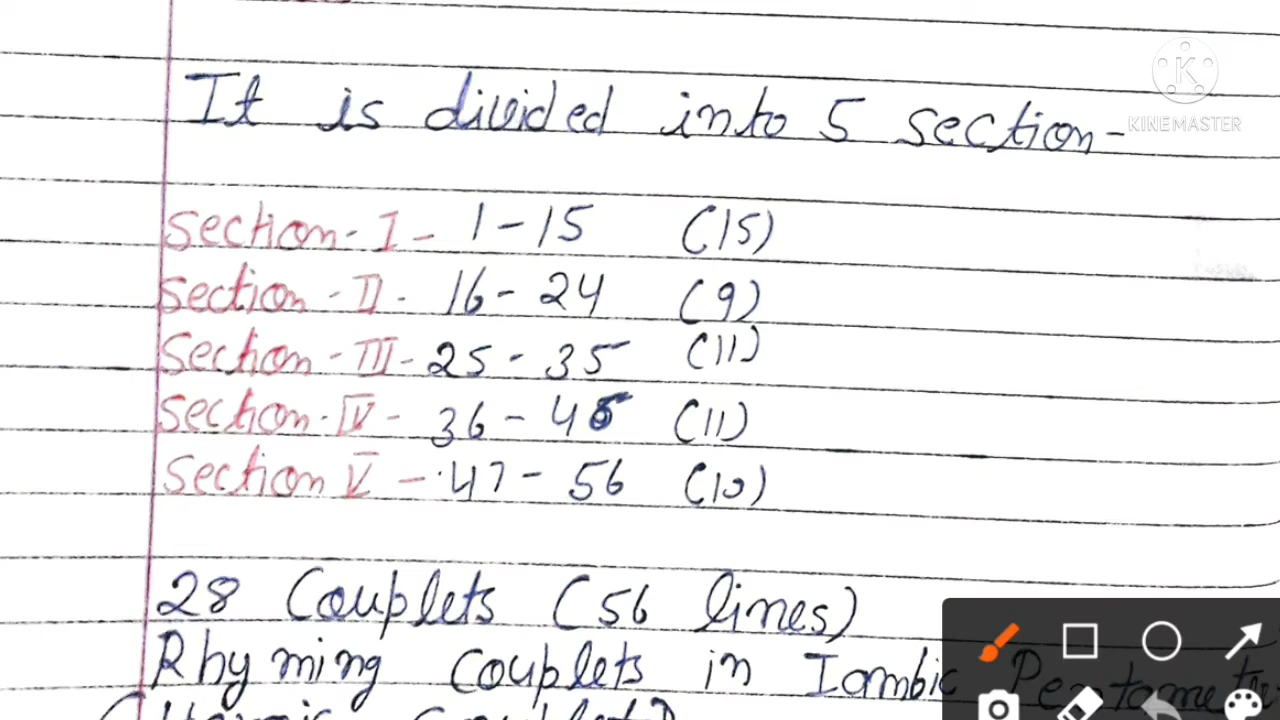 It is divided into 5 section-
KINEMASTER
Section-I- 1-15 (15)
Section-II- 16-24 (9)
Section-III-25-35 (11)
Section-IV- 36-46 (11)
Section V - 47-56 (10)
28 Couplets (56 lines)
Rhyming Couplets in Iambic